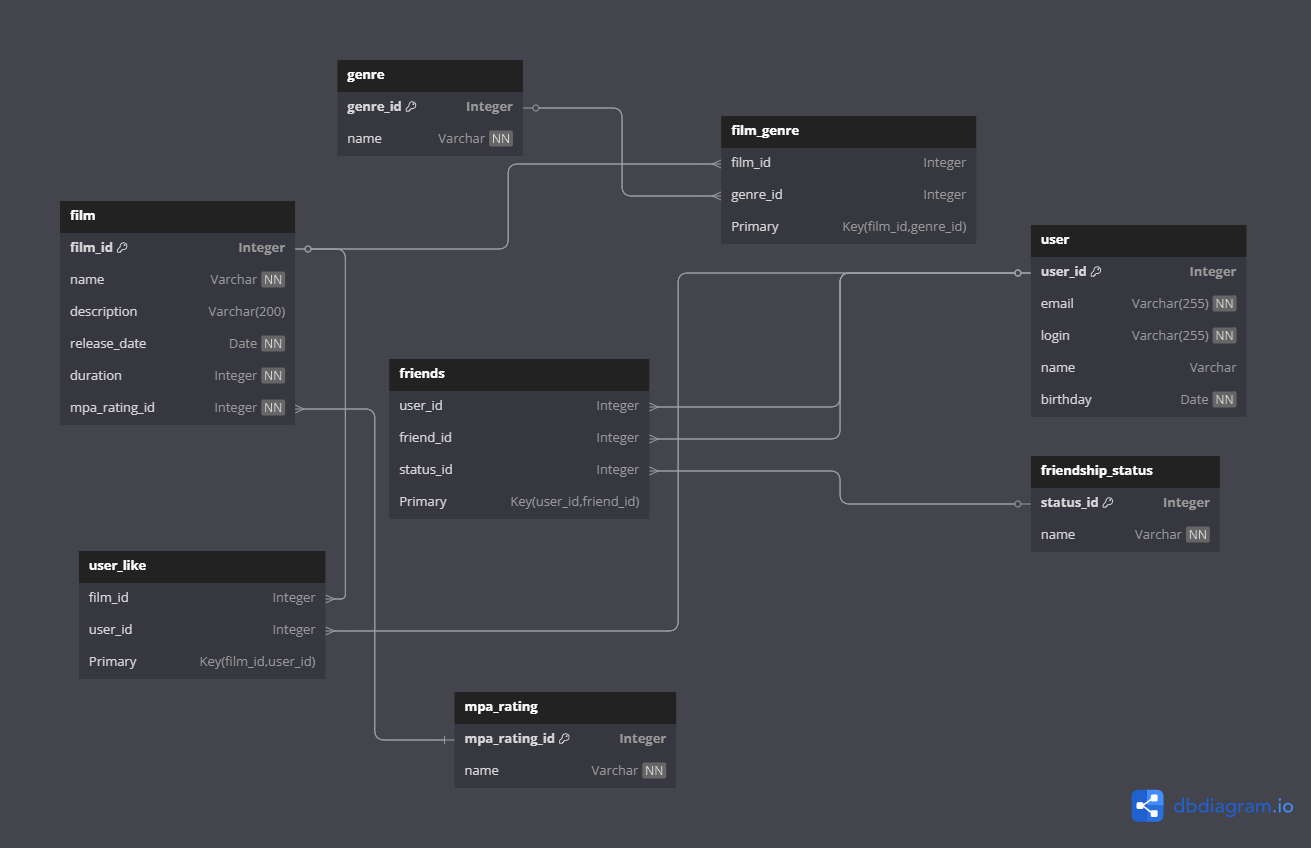 genre
genre_id Integer
name Varchar NN
film_genre
film_id Integer
genre_id Integer
Primary Key(film_id,genre_id)
film
film_id Integer
name Varchar NN
description Varchar(200)
release_date Date NN
duration Integer NN
mpa_rating_id Integer NN
user
user_id Integer
email Varchar(255) NN
login Varchar(255) NN
name Varchar
birthday Date NN
friends
user_id Integer
friend_id Integer
status_id Integer
Primary Key(user_id,friend_id)
friendship_status
status_id Integer
name Varchar NN
user_like
film_id Integer
user_id Integer
Primary Key(film_id,user_id)
mpa_rating
mpa_rating_id Integer
name Varchar NN
dbdiagram.io